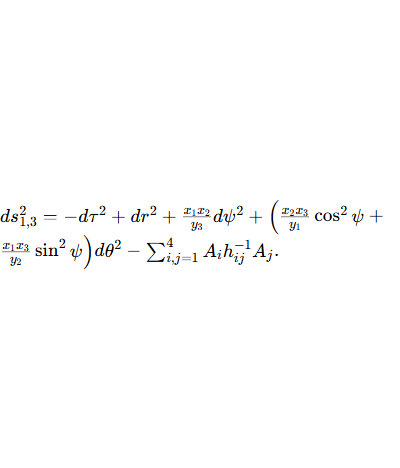 $ds^2_{1,3} = -d\tau^2 + dr^2 + \frac{x_1 x_2}{y_3} d\psi^2 + \Big( \frac{x_2 x_3}{y_1} \cos^2 \psi +$
$\frac{x_1 x_3}{y_2} \sin^2 \psi \Big) d\theta^2 - \sum_{i,j=1}^{4} A_i h_{ij}^{-1} A_j.$